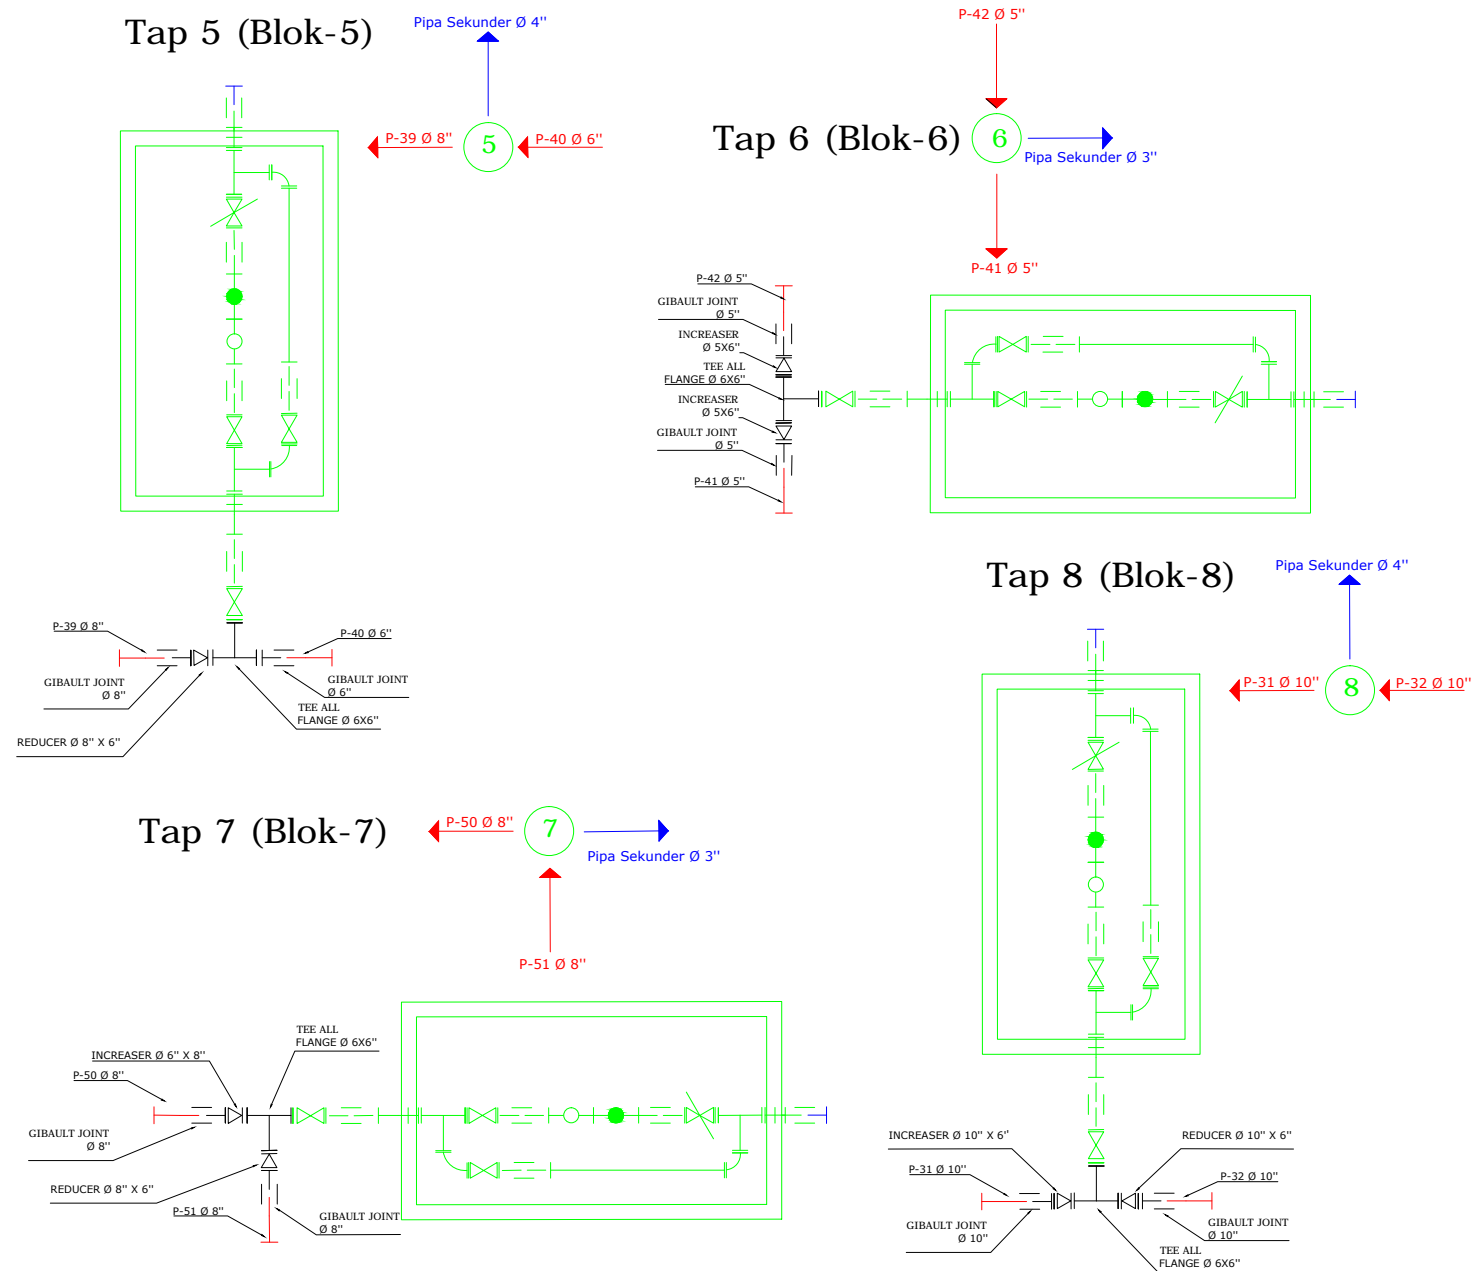 Tap 5 (Blok-5)
Pipa Sekunder Ø 4''
P-39 Ø 8''
5
P-40 Ø 6''
P-39 Ø 8''
P-40 Ø 6''
GIBAULT JOINT
Ø 8''
GIBAULT JOINT
Ø 6''
TEE ALL
FLANGE Ø 6X6''
REDUCER Ø 8'' X 6''
P-42 Ø 5''
Tap 6 (Blok-6)
6
Pipa Sekunder Ø 3''
P-41 Ø 5''
P-42 Ø 5''
GIBAULT JOINT
Ø 5''
INCREASER
Ø 5X6''
TEE ALL
FLANGE Ø 6X6''
INCREASER
Ø 5X6''
GIBAULT JOINT
Ø 5''
P-41 Ø 5''
Tap 7 (Blok-7)
P-50 Ø 8''
7
Pipa Sekunder Ø 3''
P-51 Ø 8''
TEE ALL
FLANGE Ø 6X6''
INCREASER Ø 6'' X 8''
P-50 Ø 8''
GIBAULT JOINT
Ø 8''
REDUCER Ø 8'' X 6''
P-51 Ø 8''
GIBAULT JOINT
Ø 8''
Tap 8 (Blok-8)
Pipa Sekunder Ø 4''
P-31 Ø 10''
8
P-32 Ø 10''
INCREASER Ø 10'' X 6''
REDUCER Ø 10'' X 6''
P-31 Ø 10''
P-32 Ø 10''
GIBAULT JOINT
Ø 10''
GIBAULT JOINT
Ø 10''
TEE ALL
FLANGE Ø 6X6''